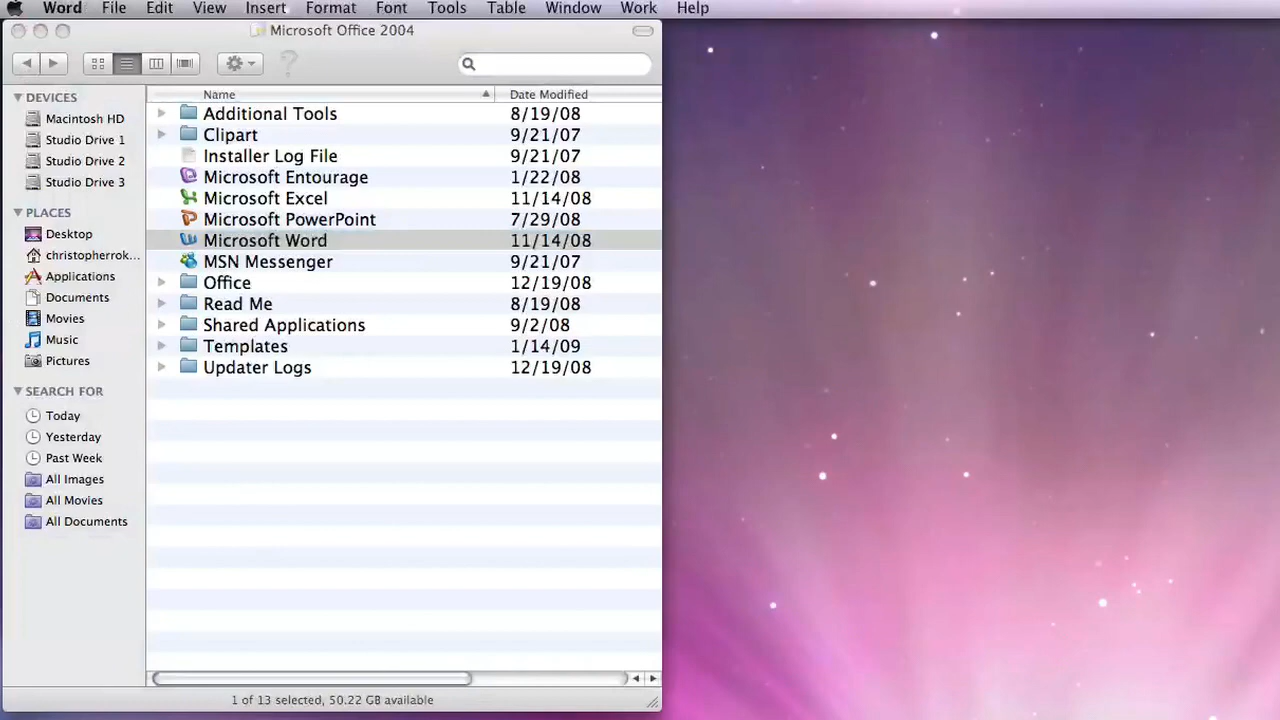 Word File Edit View Insert Format Font Tools Table Window Work Help
Microsoft Office 2004
Name Date Modified
DEVICES
Macintosh HD
Studio Drive 1
Studio Drive 2
Studio Drive 3
PLACES
Desktop
christopherrok...
Applications
Documents
Movies
Music
Pictures
SEARCH FOR
Today
Yesterday
Past Week
All Images
All Movies
All Documents
Additional Tools 8/19/08
Clipart 9/21/07
Installer Log File 9/21/07
Microsoft Entourage 1/22/08
Microsoft Excel 11/14/08
Microsoft PowerPoint 7/29/08
Microsoft Word 11/14/08
MSN Messenger 9/21/07
Office 12/19/08
Read Me 8/19/08
Shared Applications 9/2/08
Templates 1/14/09
Updater Logs 12/19/08
1 of 13 selected, 50.22 GB available